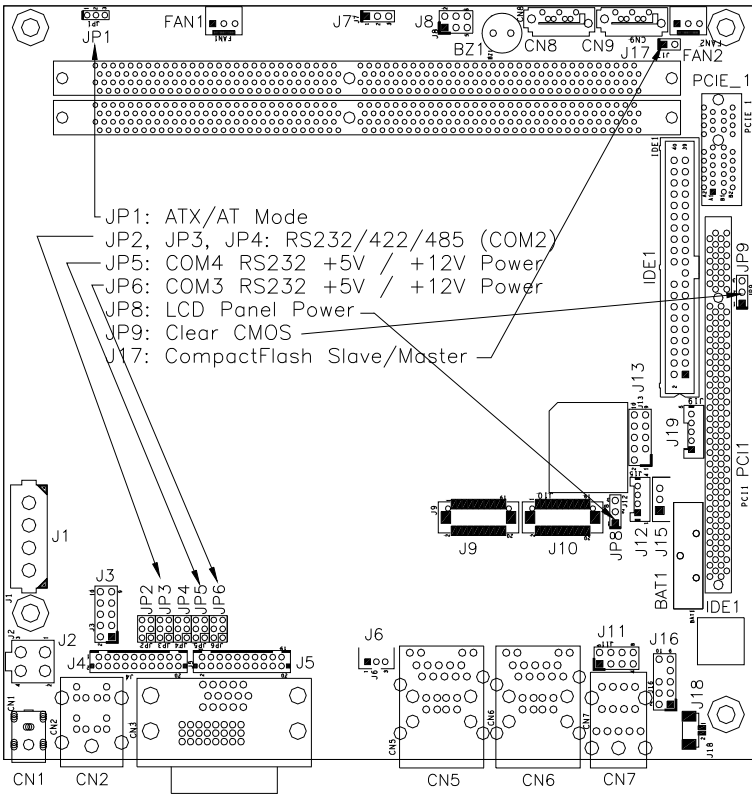 JP1
FAN1
J7
J8
BZ1
CN8
CN9
J17
FAN2
PCIE_1
JP1: ATX/AT Mode
JP2, JP3, JP4: RS232/422/485 (COM2)
JP5: COM4 RS232 +5V / +12V Power
JP6: COM3 RS232 +5V / +12V Power
JP8: LCD Panel Power
JP9: Clear CMOS
J17: CompactFlash Slave/Master
IDE1
JP9
J13
J19
PCI1
J1
J9
J10
JP8
J12
J15
BAT1
IDE1
J3
JP2
JP3
JP4
JP5
JP6
J2
J4
J5
J6
J11
J16
J18
CN1
CN2
CN3
CN5
CN6
CN7